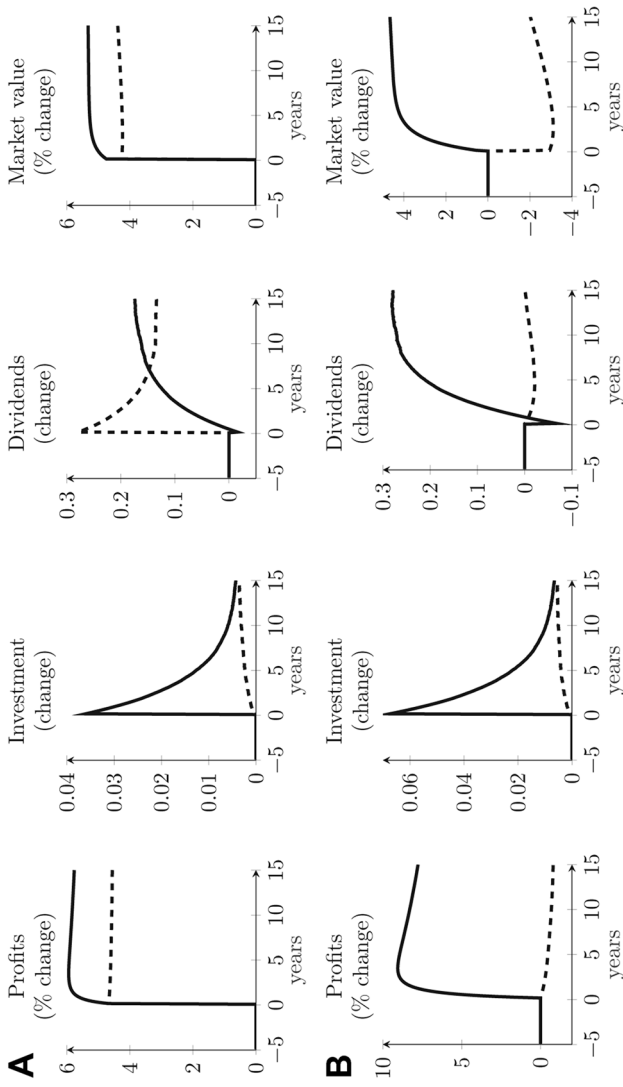 A
Profits
(% change)
6
4
2
0
−5
0
5
10
15
years
Investment
(change)
0.04
0.03
0.02
0.01
0
−5
0
5
10
15
years
Dividends
(change)
0.3
0.2
0.1
0
−5
0
5
10
15
years
Market value
(% change)
6
4
2
0
−5
0
5
10
15
years
B
Profits
(% change)
10
5
0
−5
0
5
10
15
years
Investment
(change)
0.06
0.04
0.02
0
−5
0
5
10
15
years
Dividends
(change)
0.3
0.2
0.1
0
−0.1
−5
0
5
10
15
years
Market value
(% change)
4
2
0
−2
−4
−5
0
5
10
15
years